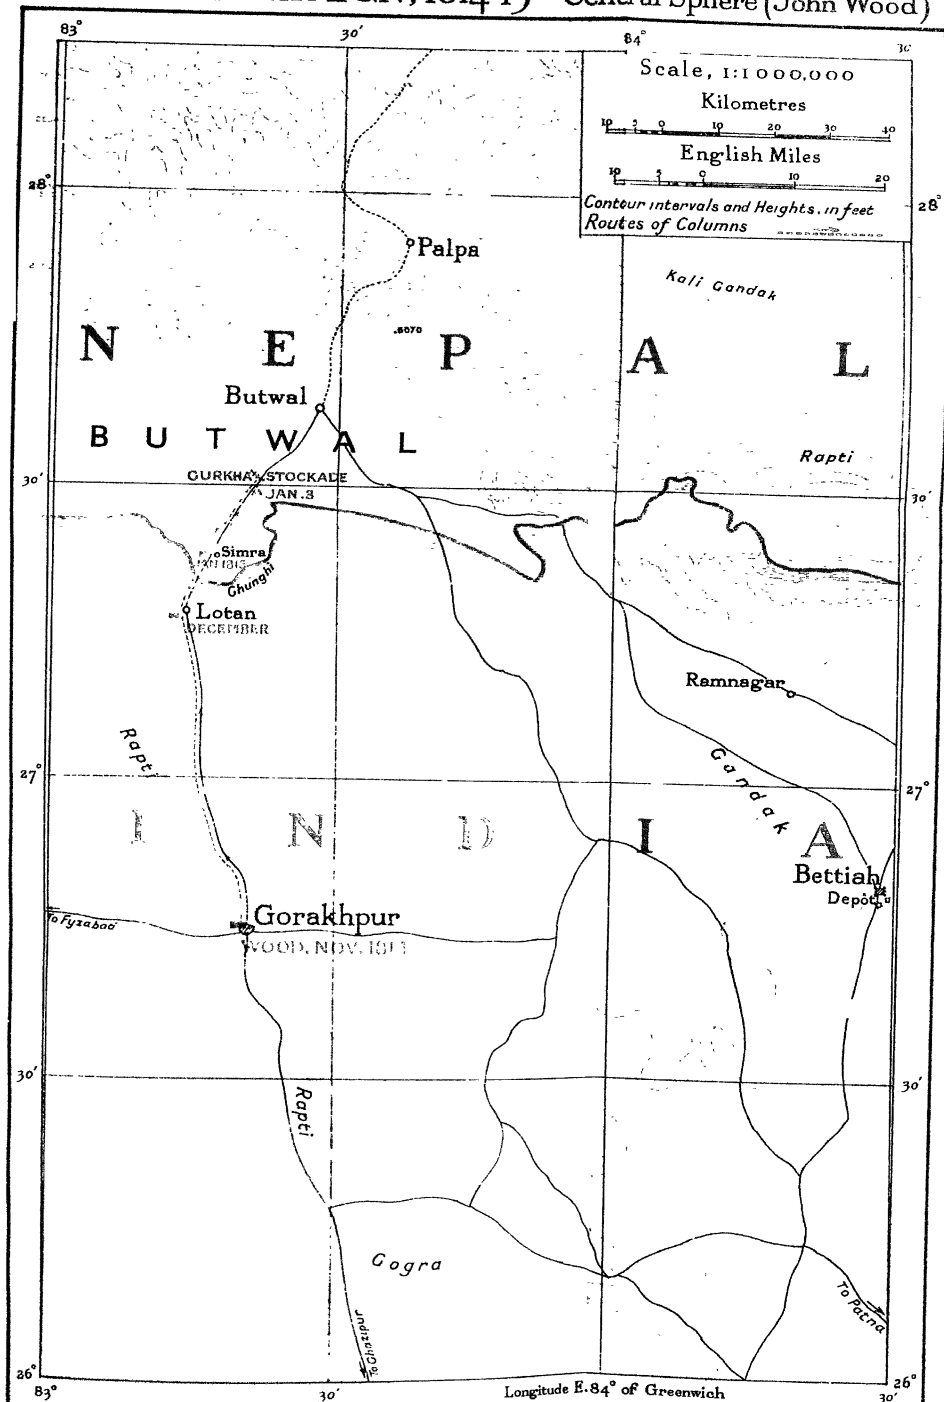 1814-15 Central Sphere (John Wood)
83° 30' 84° 30'
Scale, 1:1 000,000
Kilometres
10 5 0 10 20 30 40
English Miles
10 5 0 10 20
Contour intervals and Heights, in feet
Routes of Columns
28° 28°
Palpa
Kali Gandak
.6070
N E P A L
Butwal
B U T W A L
Rapti
GURKHA STOCKADE
JAN. 3
30' 30'
Simra
Ghunghi
Lotan
DECEMBER
Ramnagar
Rapti
Gandak
27° 27°
I N D I A
Bettiah
Depôt
To Fyzabad
Gorakhpur
WOOD, NOV. 1814
30' 30'
Rapti
Gogra
To Ghazipur
To Patna
26° 26°
83° 30' Longitude E. 84° of Greenwich 30'